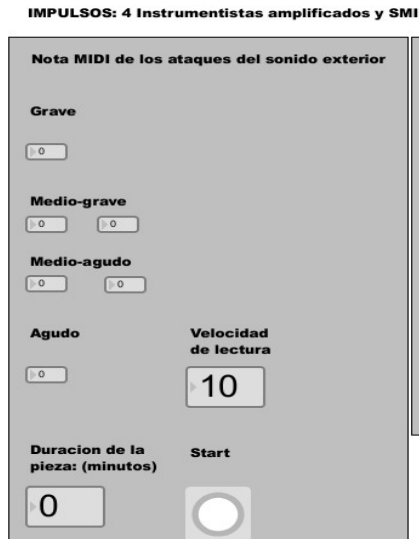 IMPULSOS: 4 Instrumentistas amplificados y SMI
Nota MIDI de los ataques del sonido exterior
Grave
0
Medio-grave
0 0
Medio-agudo
0 0
Agudo
0
Velocidad
de lectura
10
Duracion de la
pieza: (minutos)
0
Start